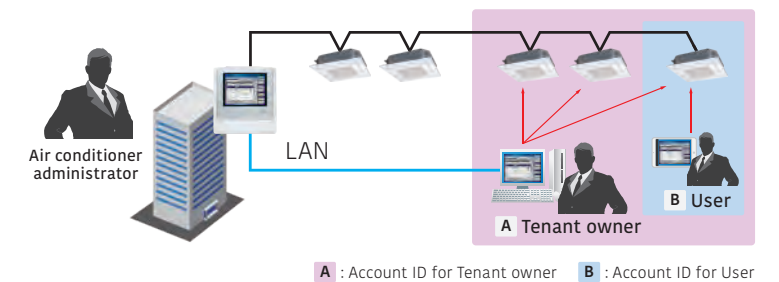 LAN
Air conditioner
administrator
B User
A Tenant owner
A : Account ID for Tenant owner B : Account ID for User